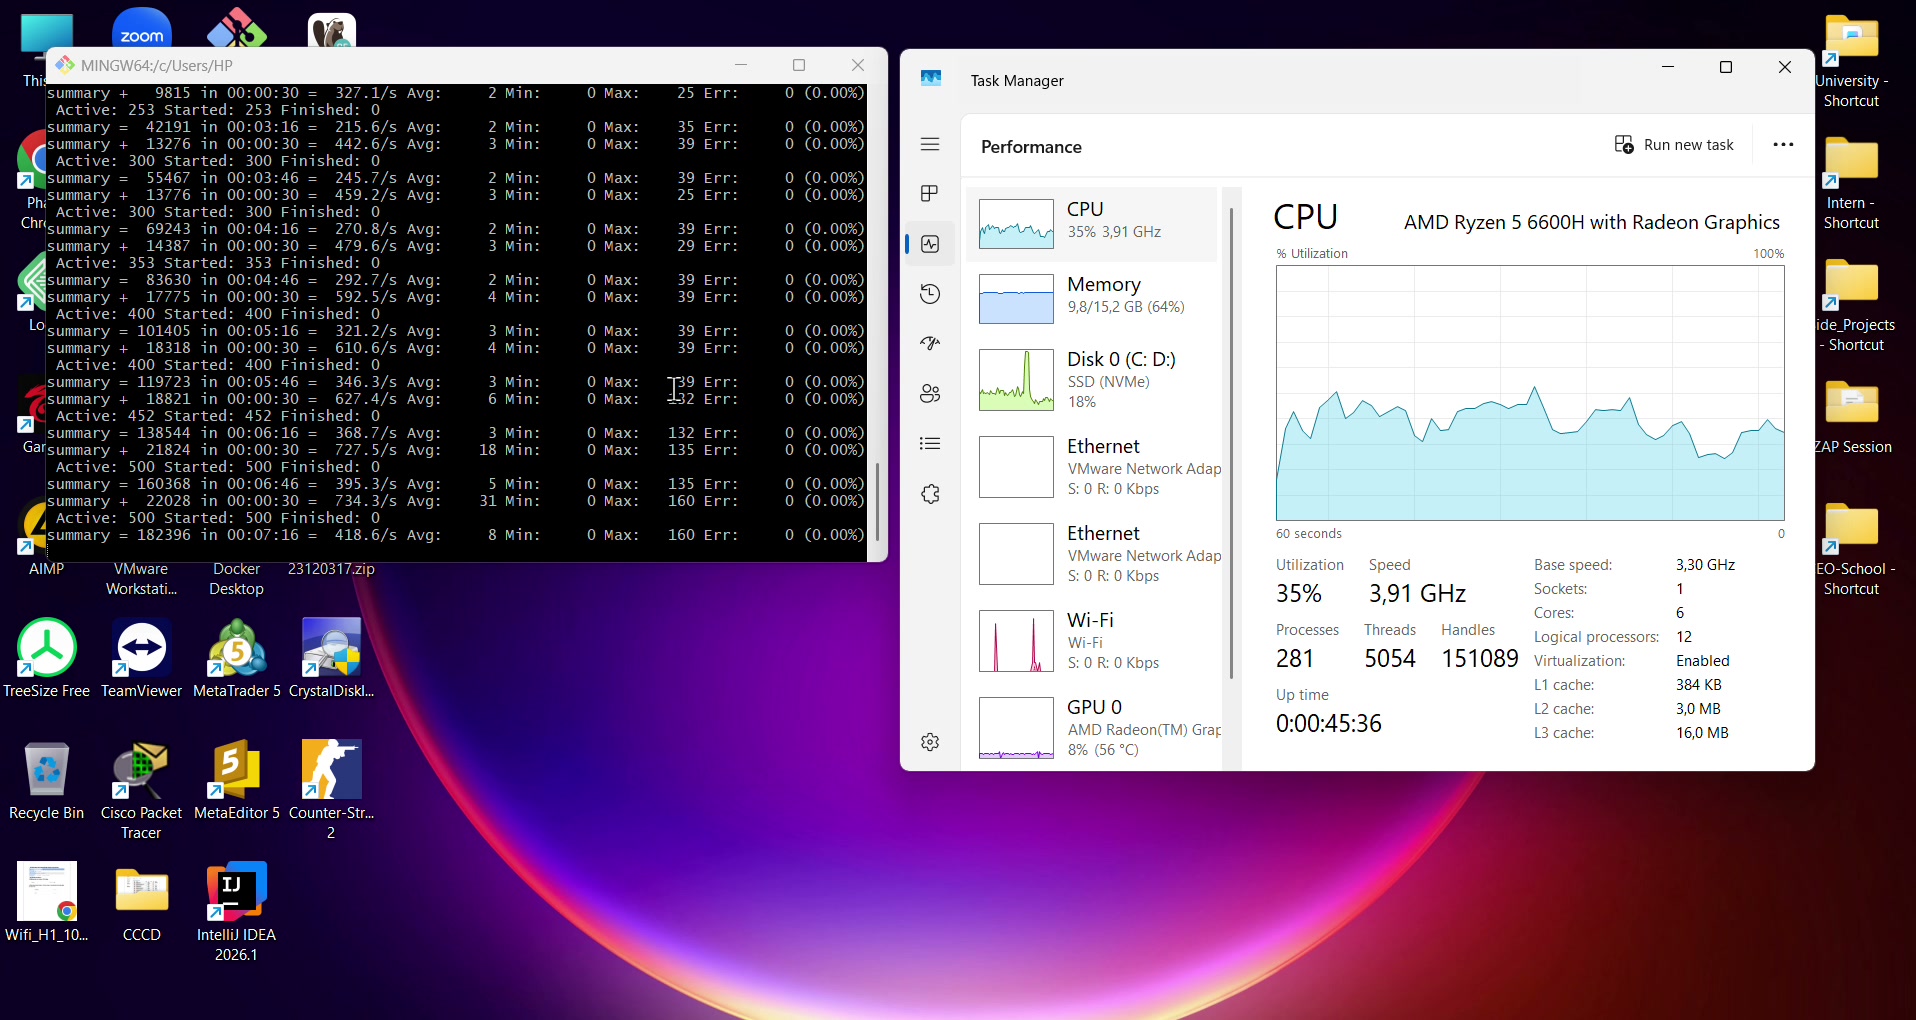 zoom
This
MINGW64:/c/Users/HP
summary +   9815 in 00:00:30 =  327.1/s Avg:     2 Min:     0 Max:    25 Err:     0 (0.00%)
Active: 253 Started: 253 Finished: 0
summary =  42191 in 00:03:16 =  215.6/s Avg:     2 Min:     0 Max:    35 Err:     0 (0.00%)
summary +  13276 in 00:00:30 =  442.6/s Avg:     3 Min:     0 Max:    39 Err:     0 (0.00%)
Active: 300 Started: 300 Finished: 0
summary =  55467 in 00:03:46 =  245.7/s Avg:     2 Min:     0 Max:    39 Err:     0 (0.00%)
summary +  13776 in 00:00:30 =  459.2/s Avg:     3 Min:     0 Max:    25 Err:     0 (0.00%)
Active: 300 Started: 300 Finished: 0
summary =  69243 in 00:04:16 =  270.8/s Avg:     2 Min:     0 Max:    39 Err:     0 (0.00%)
summary +  14387 in 00:00:30 =  479.6/s Avg:     3 Min:     0 Max:    29 Err:     0 (0.00%)
Active: 353 Started: 353 Finished: 0
summary =  83630 in 00:04:46 =  292.7/s Avg:     2 Min:     0 Max:    39 Err:     0 (0.00%)
summary +  17775 in 00:00:30 =  592.5/s Avg:     4 Min:     0 Max:    39 Err:     0 (0.00%)
Active: 400 Started: 400 Finished: 0
summary = 101405 in 00:05:16 =  321.2/s Avg:     3 Min:     0 Max:    39 Err:     0 (0.00%)
summary +  18318 in 00:00:30 =  610.6/s Avg:     4 Min:     0 Max:    39 Err:     0 (0.00%)
Active: 400 Started: 400 Finished: 0
summary = 119723 in 00:05:46 =  346.3/s Avg:     3 Min:     0 Max:    39 Err:     0 (0.00%)
summary +  18821 in 00:00:30 =  627.4/s Avg:     6 Min:     0 Max:   132 Err:     0 (0.00%)
Active: 452 Started: 452 Finished: 0
summary = 138544 in 00:06:16 =  368.7/s Avg:     3 Min:     0 Max:   132 Err:     0 (0.00%)
summary +  21824 in 00:00:30 =  727.5/s Avg:    18 Min:     0 Max:   135 Err:     0 (0.00%)
Active: 500 Started: 500 Finished: 0
summary = 160368 in 00:06:46 =  395.3/s Avg:     5 Min:     0 Max:   135 Err:     0 (0.00%)
summary +  22028 in 00:00:30 =  734.3/s Avg:    31 Min:     0 Max:   160 Err:     0 (0.00%)
Active: 500 Started: 500 Finished: 0
summary = 182396 in 00:07:16 =  418.6/s Avg:     8 Min:     0 Max:   160 Err:     0 (0.00%)
Pha
Chr
Lo
Gar
AIMP
VMware
Workstati...
Docker
Desktop
23120317.zip
TreeSize Free
TeamViewer
5
MetaTrader 5
CrystalDiskI...
Recycle Bin
Cisco Packet
Tracer
5
MetaEditor 5
Counter-Str...
2
Wifi_H1_10...
CCCD
IJ
IntelliJ IDEA
2026.1
Task Manager
Performance
Run new task
CPU
35% 3,91 GHz
Memory
9,8/15,2 GB (64%)
Disk 0 (C: D:)
SSD (NVMe)
18%
Ethernet
VMware Network Adap
S: 0 R: 0 Kbps
Ethernet
VMware Network Adap
S: 0 R: 0 Kbps
Wi-Fi
Wi-Fi
S: 0 R: 0 Kbps
GPU 0
AMD Radeon(TM) Grap
8% (56 °C)
CPU
AMD Ryzen 5 6600H with Radeon Graphics
% Utilization
100%
60 seconds
0
Utilization
35%
Speed
3,91 GHz
Processes
281
Threads
5054
Handles
151089
Up time
0:00:45:36
Base speed: 3,30 GHz
Sockets: 1
Cores: 6
Logical processors: 12
Virtualization: Enabled
L1 cache: 384 KB
L2 cache: 3,0 MB
L3 cache: 16,0 MB
University -
Shortcut
Intern -
Shortcut
ide_Projects
- Shortcut
ZAP Session
EO-School -
Shortcut